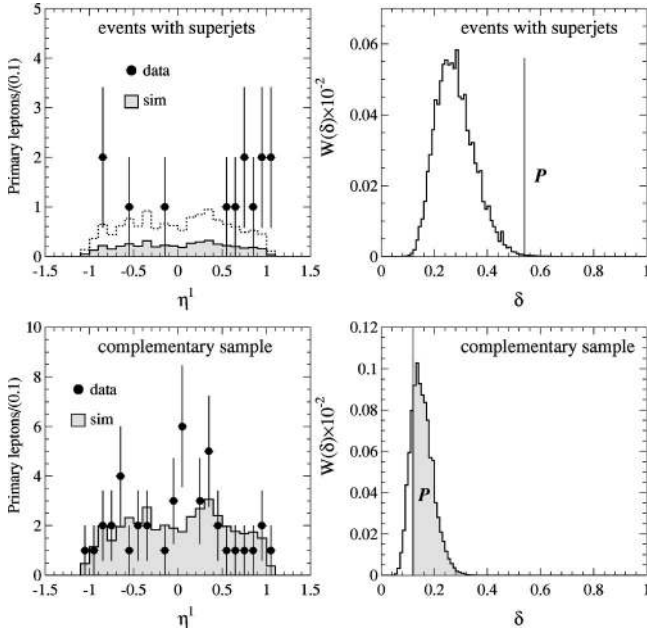 events with superjets
data
sim
Primary leptons/(0.1)
5
4
3
2
1
0
-1.5 -1 -0.5 0 0.5 1 1.5
η^l
events with superjets
P
W(δ)×10^-2
0.06
0.04
0.02
0
0 0.2 0.4 0.6 0.8 1
δ
complementary sample
data
sim
Primary leptons/(0.1)
10
8
6
4
2
0
-1.5 -1 -0.5 0 0.5 1 1.5
η^l
complementary sample
P
W(δ)×10^-2
0.12
0.1
0.08
0.06
0.04
0.02
0
0 0.2 0.4 0.6 0.8 1
δ